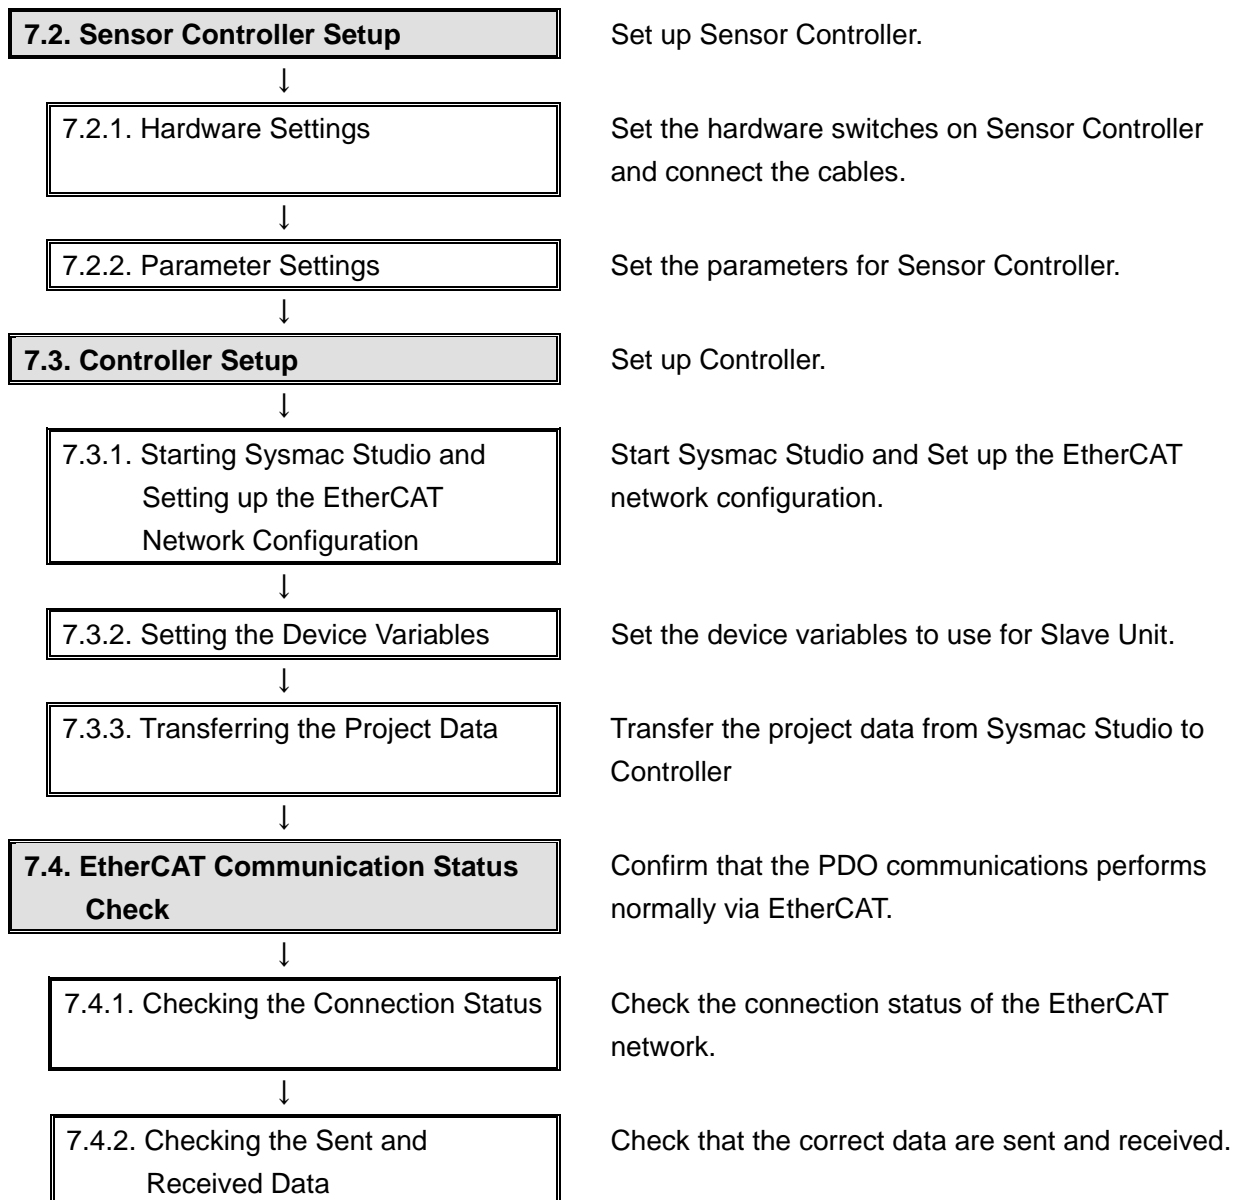 7.2. Sensor Controller Setup
Set up Sensor Controller.
↓
7.2.1. Hardware Settings
Set the hardware switches on Sensor Controller
and connect the cables.
↓
7.2.2. Parameter Settings
Set the parameters for Sensor Controller.
↓
7.3. Controller Setup
Set up Controller.
↓
7.3.1. Starting Sysmac Studio and
Setting up the EtherCAT
Network Configuration
Start Sysmac Studio and Set up the EtherCAT
network configuration.
↓
7.3.2. Setting the Device Variables
Set the device variables to use for Slave Unit.
↓
7.3.3. Transferring the Project Data
Transfer the project data from Sysmac Studio to
Controller
↓
7.4. EtherCAT Communication Status
Check
Confirm that the PDO communications performs
normally via EtherCAT.
↓
7.4.1. Checking the Connection Status
Check the connection status of the EtherCAT
network.
↓
7.4.2. Checking the Sent and
Received Data
Check that the correct data are sent and received.